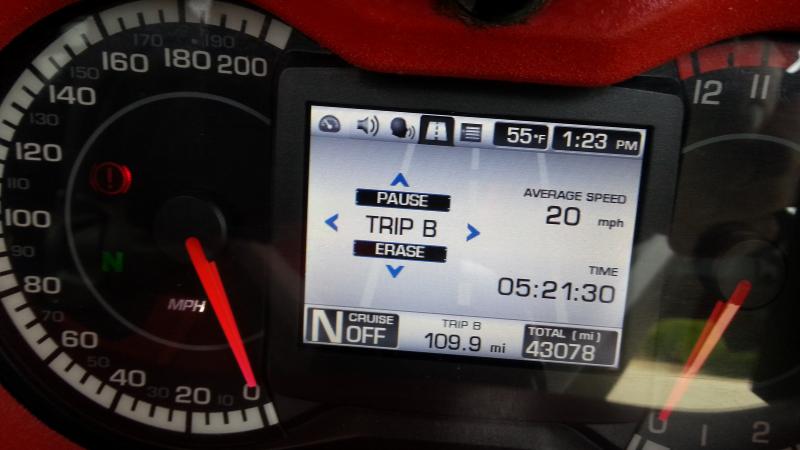 170
190
160
180
200
150
140
130
120
110
100
90
80
70
60
50
40
30
20
10
0
MPH
N
55°F
1:23 PM
PAUSE
TRIP B
ERASE
AVERAGE SPEED
20 mph
TIME
05:21:30
N
CRUISE
OFF
TRIP B
109.9 mi
TOTAL (mi)
43078
12
11
0
1
2